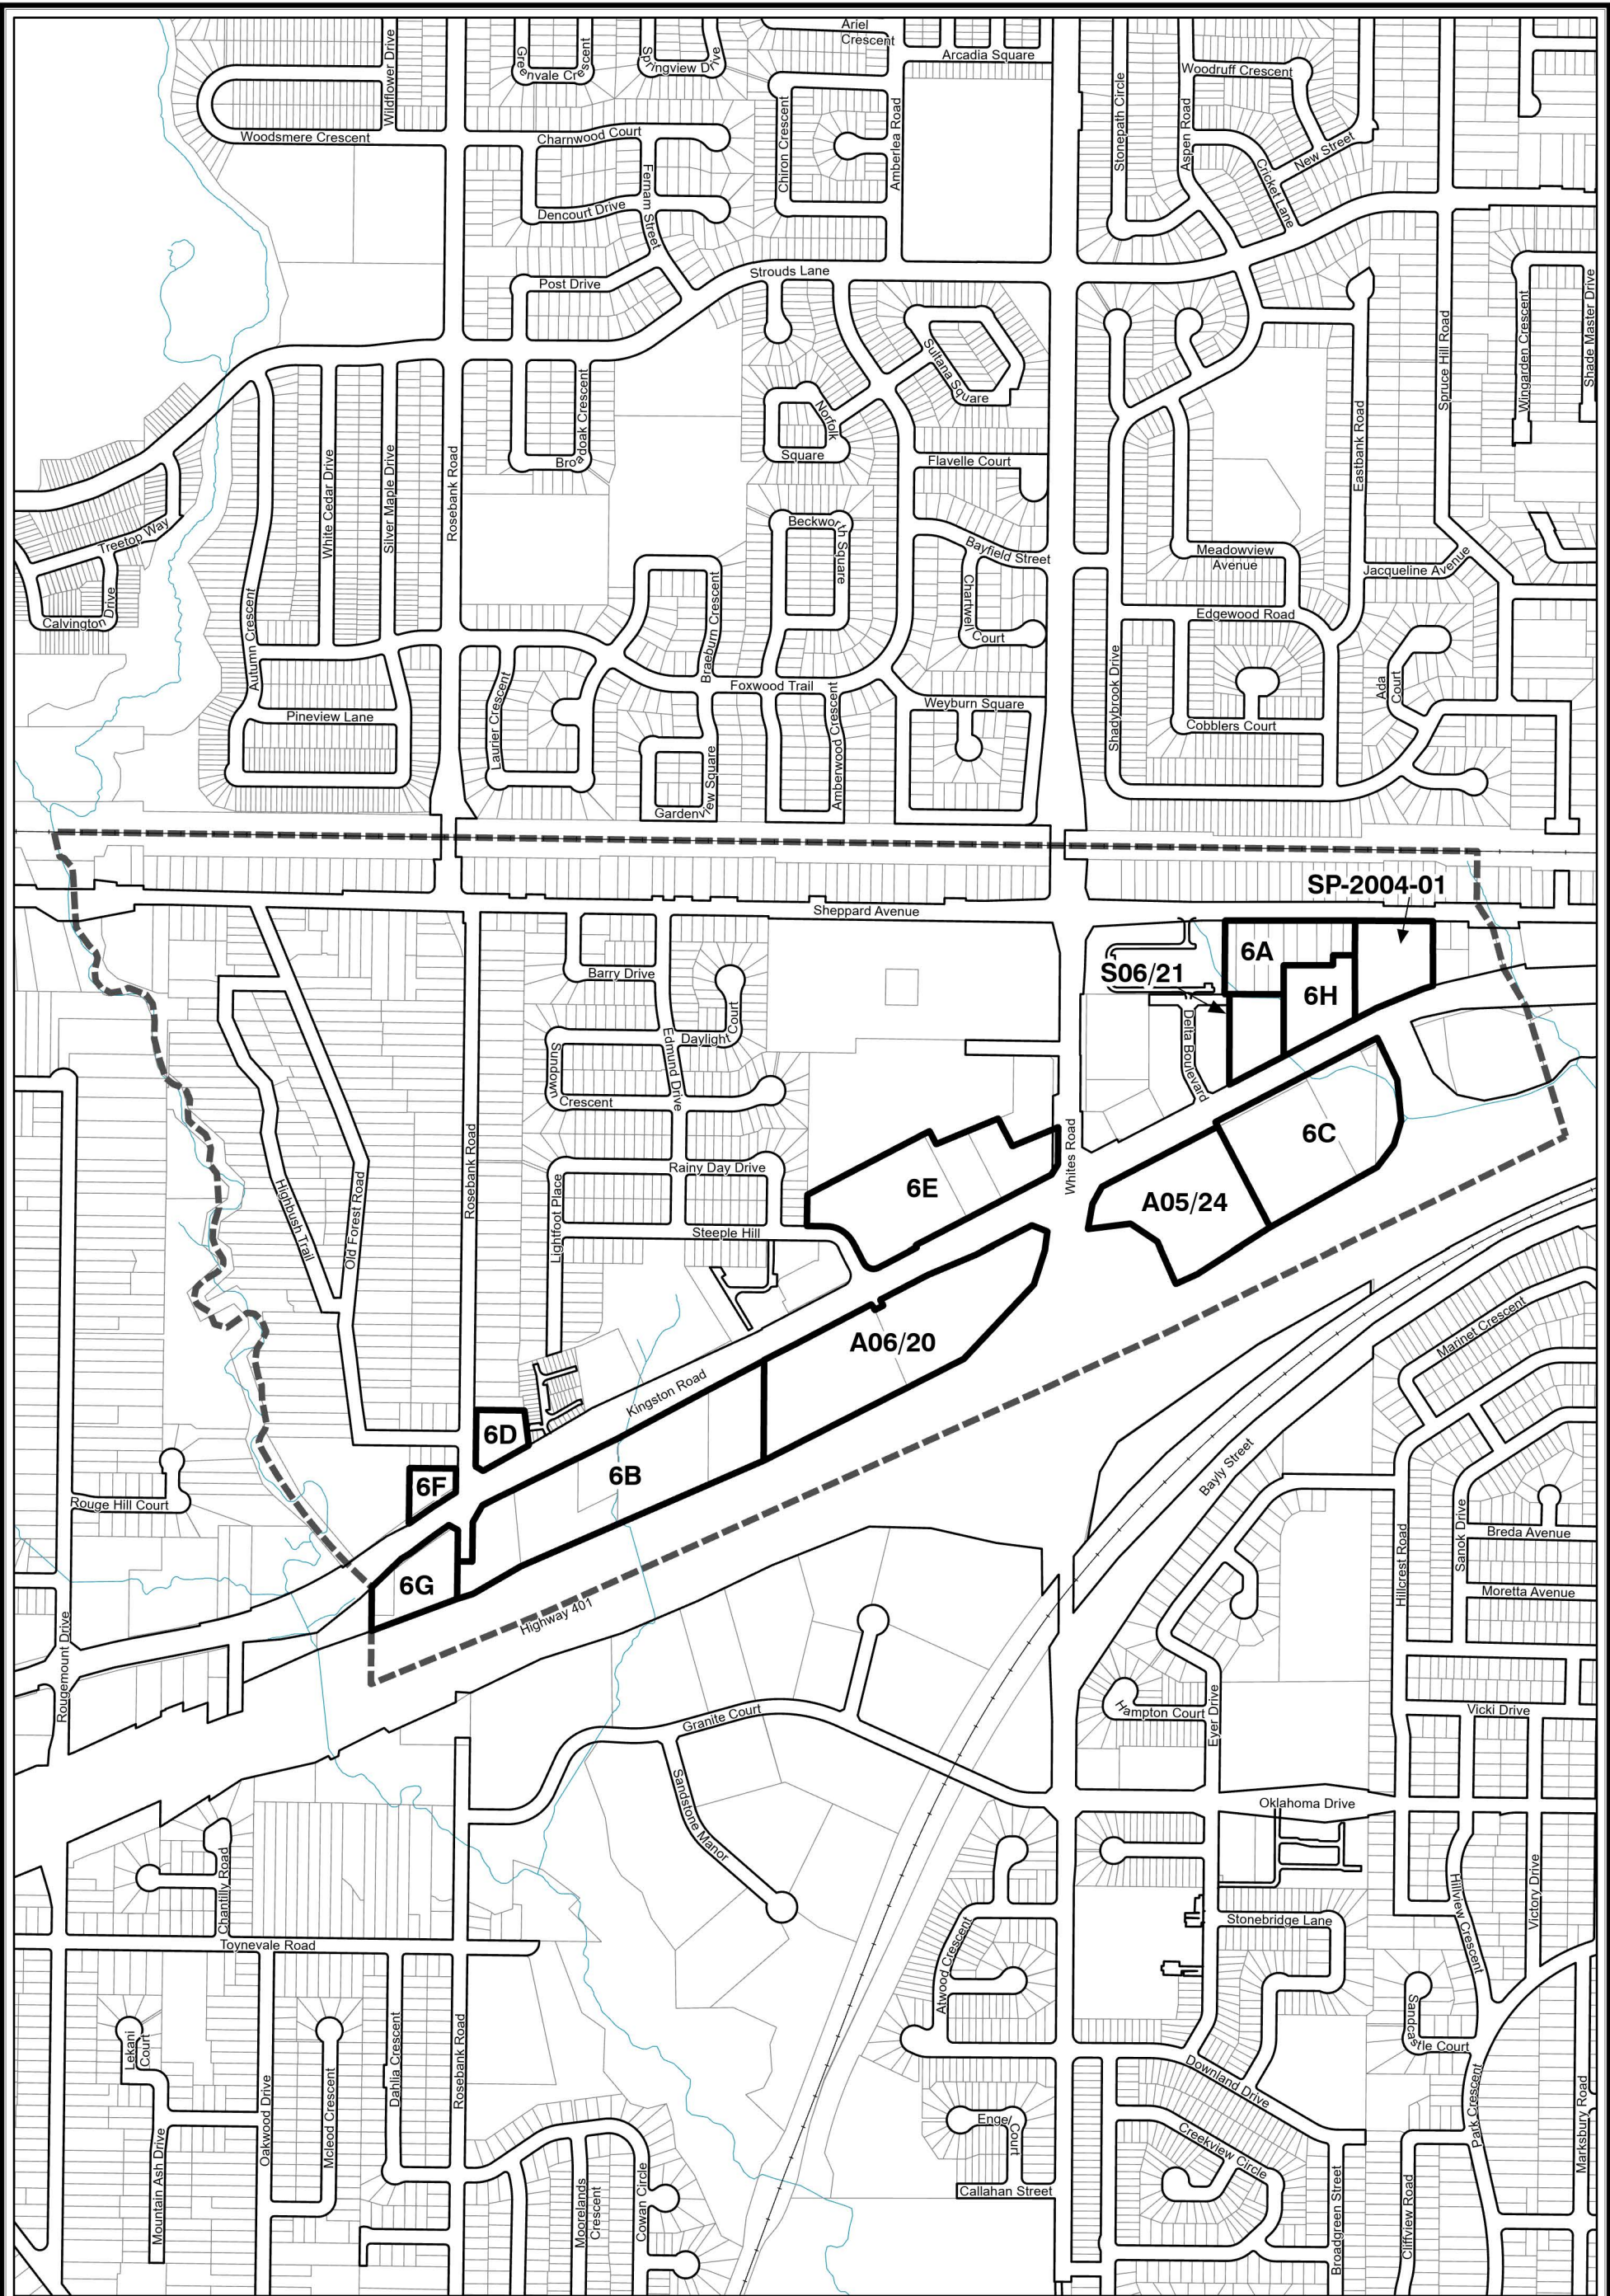 Ariel
Crescent
Arcadia Square
Wildflower Drive
Greenvale Crescent
Springview Drive
Woodruff Crescent
Woodsmere Crescent
Charnwood Court
Chiron Crescent
Amberlea Road
Stonepath Circle
Aspen Road
New Street
Cricket Lane
Fernam Street
Dencourt Drive
Strouds Lane
Post Drive
Sultana Square
Spruce Hill Road
Wingarden Crescent
Shade Master Drive
Broadoak Crescent
Norfolk
Square
Flavelle Court
Eastbank Road
White Cedar Drive
Silver Maple Drive
Rosebank Road
Treetop Way
Beckworth Square
Bayfield Street
Meadowview
Avenue
Jacqueline Avenue
Calvington
Drive
Autumn Crescent
Braeburn Crescent
Chartwell
Court
Edgewood Road
Shadybrook Drive
Ada
Court
Foxwood Trail
Weyburn Square
Cobblers Court
Pineview Lane
Laurier Crescent
Gardenview Square
Amberwood Crescent
SP-2004-01
Sheppard Avenue
6A
S06/21
6H
Barry Drive
Daylight
Court
Edmund Drive
Sundown
Crescent
Delta Boulevard
6C
Rosebank Road
Rainy Day Drive
Whites Road
6E
A05/24
Highbush Trail
Old Forest Road
Lightfoot Place
Steeple Hill
A06/20
Marinet Crescent
Kingston Road
6D
6B
6F
Bayly Street
Rouge Hill Court
Hillcrest Road
Sanok Drive
Breda Avenue
6G
Moretta Avenue
Highway 401
Rougemount Drive
Granite Court
Hampton Court
Eyer Drive
Vicki Drive
Sandstone Manor
Oklahoma Drive
Chantilly Road
Hillview Crescent
Victory Drive
Toynevale Road
Stonebridge Lane
Atwood Crescent
Lekani
Court
Dahlia Crescent
Rosebank Road
Sandcastle Court
Downland Drive
Oakwood Drive
Mcleod Crescent
Park Crescent
Marksbury Road
Engel
Court
Creekview Circle
Mountain Ash Drive
Moorelands
Crescent
Cowan Circle
Callahan Street
Broadgreen Street
Cliffview Road